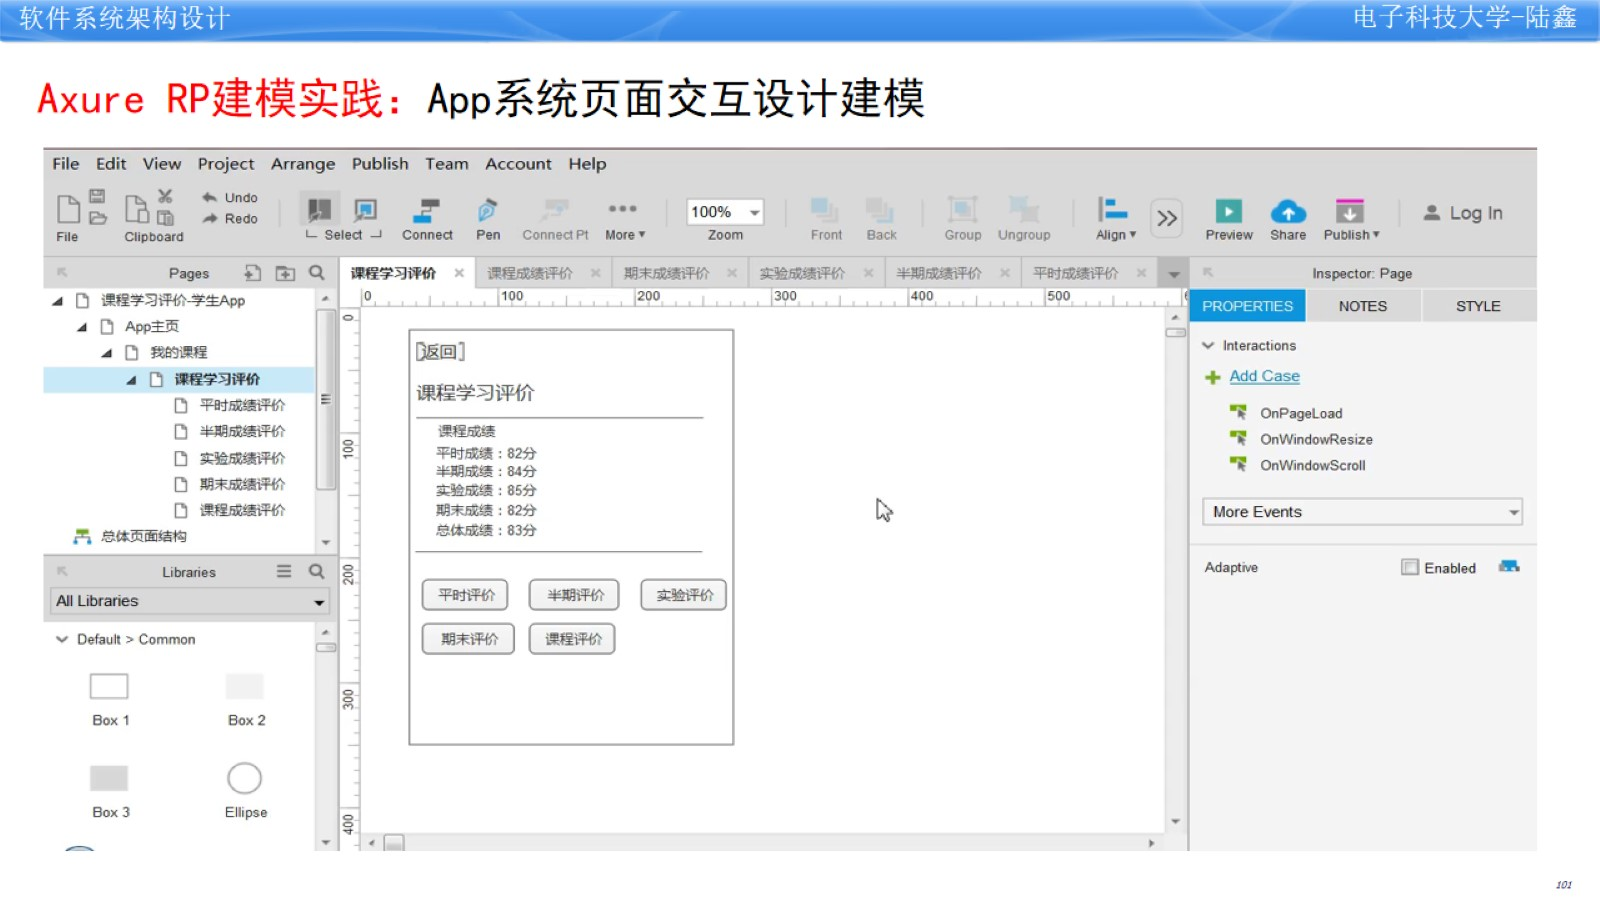 软件系统架构设计
电子科技大学-陆鑫
Axure RP建模实践：App系统页面交互设计建模
File Edit View Project Arrange Publish Team Account Help
File
Clipboard
Undo
Redo
Select
Connect
Pen
Connect Pt
More
100%
Zoom
Front
Back
Group
Ungroup
Align
Preview
Share
Publish
Log In
Pages
课程学习评价-学生App
App主页
我的课程
课程学习评价
平时成绩评价
半期成绩评价
实验成绩评价
期末成绩评价
课程成绩评价
总体页面结构
Libraries
All Libraries
Default > Common
Box 1
Box 2
Box 3
Ellipse
课程学习评价
课程成绩评价
期末成绩评价
实验成绩评价
半期成绩评价
平时成绩评价
0 100 200 300 400 500
0
100
200
300
400
[返回]
课程学习评价
课程成绩
平时成绩：82分
半期成绩：84分
实验成绩：85分
期末成绩：82分
总体成绩：83分
平时评价
半期评价
实验评价
期末评价
课程评价
Inspector: Page
PROPERTIES
NOTES
STYLE
Interactions
Add Case
OnPageLoad
OnWindowResize
OnWindowScroll
More Events
Adaptive
Enabled
101